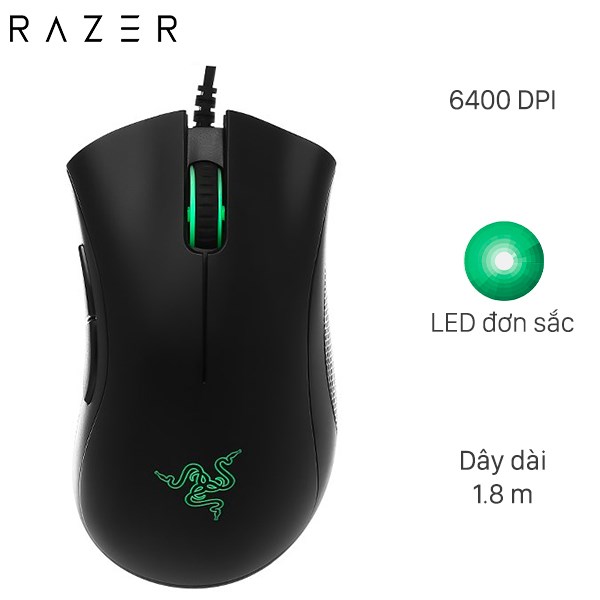 RAZER
6400 DPI
LED đơn sắc
Dây dài
1.8 m